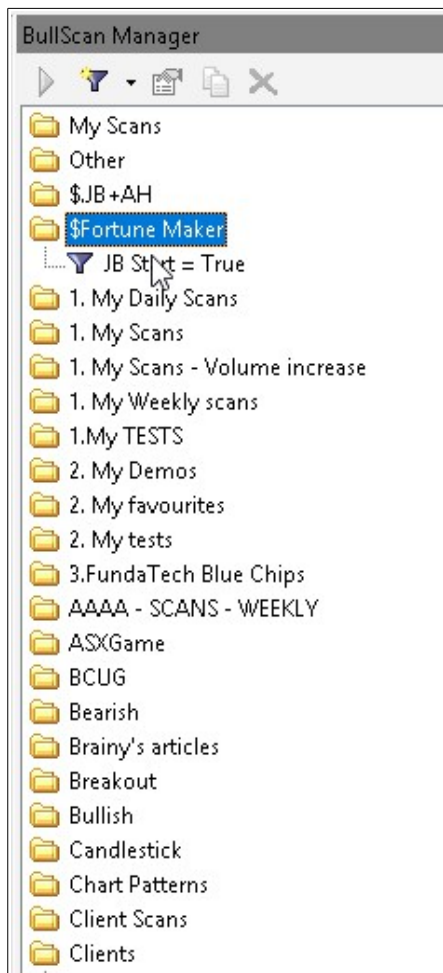 BullScan Manager
My Scans
Other
$.JB+AH
$Fortune Maker
JB Start = True
1. My Daily Scans
1. My Scans
1. My Scans - Volume increase
1. My Weekly scans
1.My TESTS
2. My Demos
2. My favourites
2. My tests
3.FundaTech Blue Chips
AAAA - SCANS - WEEKLY
ASXGame
BCUG
Bearish
Brainy's articles
Breakout
Bullish
Candlestick
Chart Patterns
Client Scans
Clients